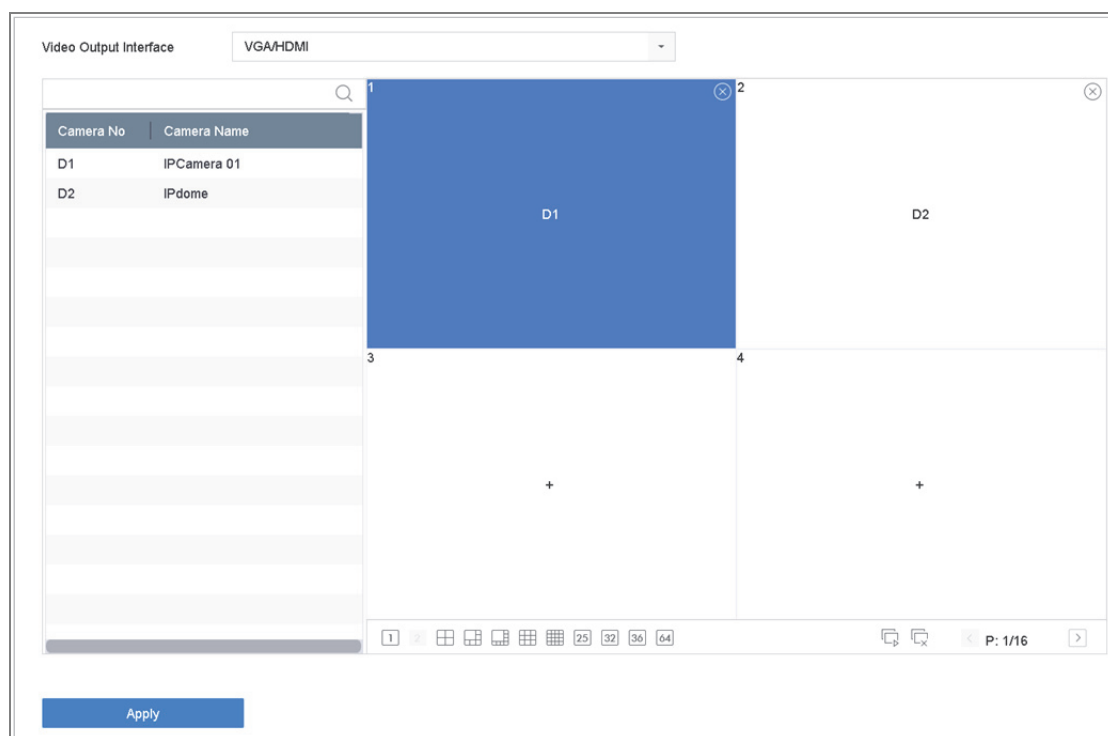 Video Output Interface VGA/HDMI
Camera No Camera Name
D1 IPCamera 01
D2 IPdome
1 2
D1 D2
3 4
+ +
1 25 32 36 64 P: 1/16
Apply